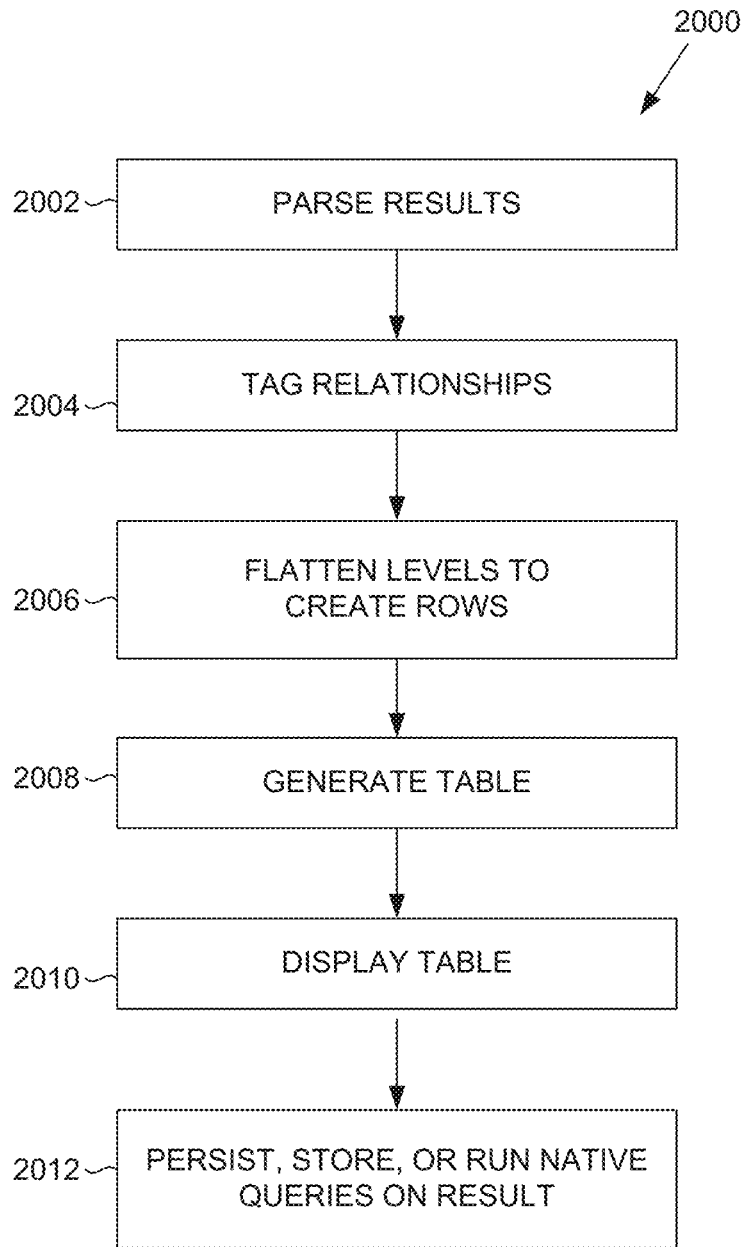 2000
2002
PARSE RESULTS
2004
TAG RELATIONSHIPS
2006
FLATTEN LEVELS TO
CREATE ROWS
2008
GENERATE TABLE
2010
DISPLAY TABLE
2012
PERSIST, STORE, OR RUN NATIVE
QUERIES ON RESULT